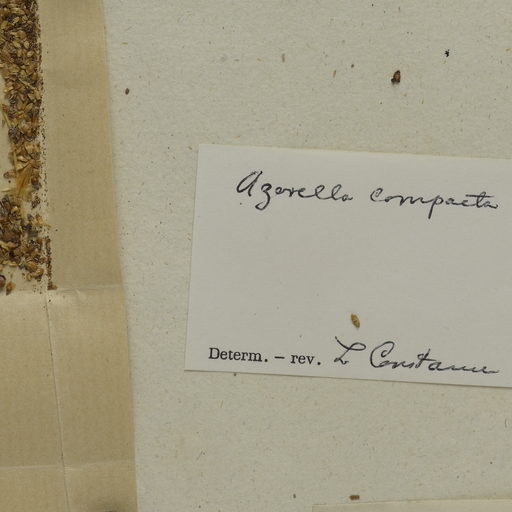 Azorella compacta
Determ. – rev. L Constance